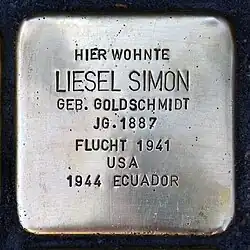 HIER WOHNTE
LIESEL SIMON
GEB. GOLDSCHMIDT
JG. 1887
FLUCHT 1941
USA
1944 ECUADOR